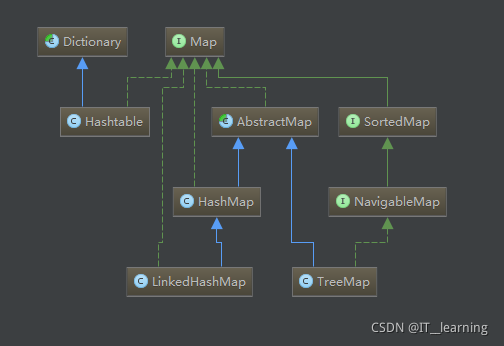 Dictionary
Map
Hashtable
AbstractMap
SortedMap
HashMap
NavigableMap
LinkedHashMap
TreeMap
CSDN @IT__learning